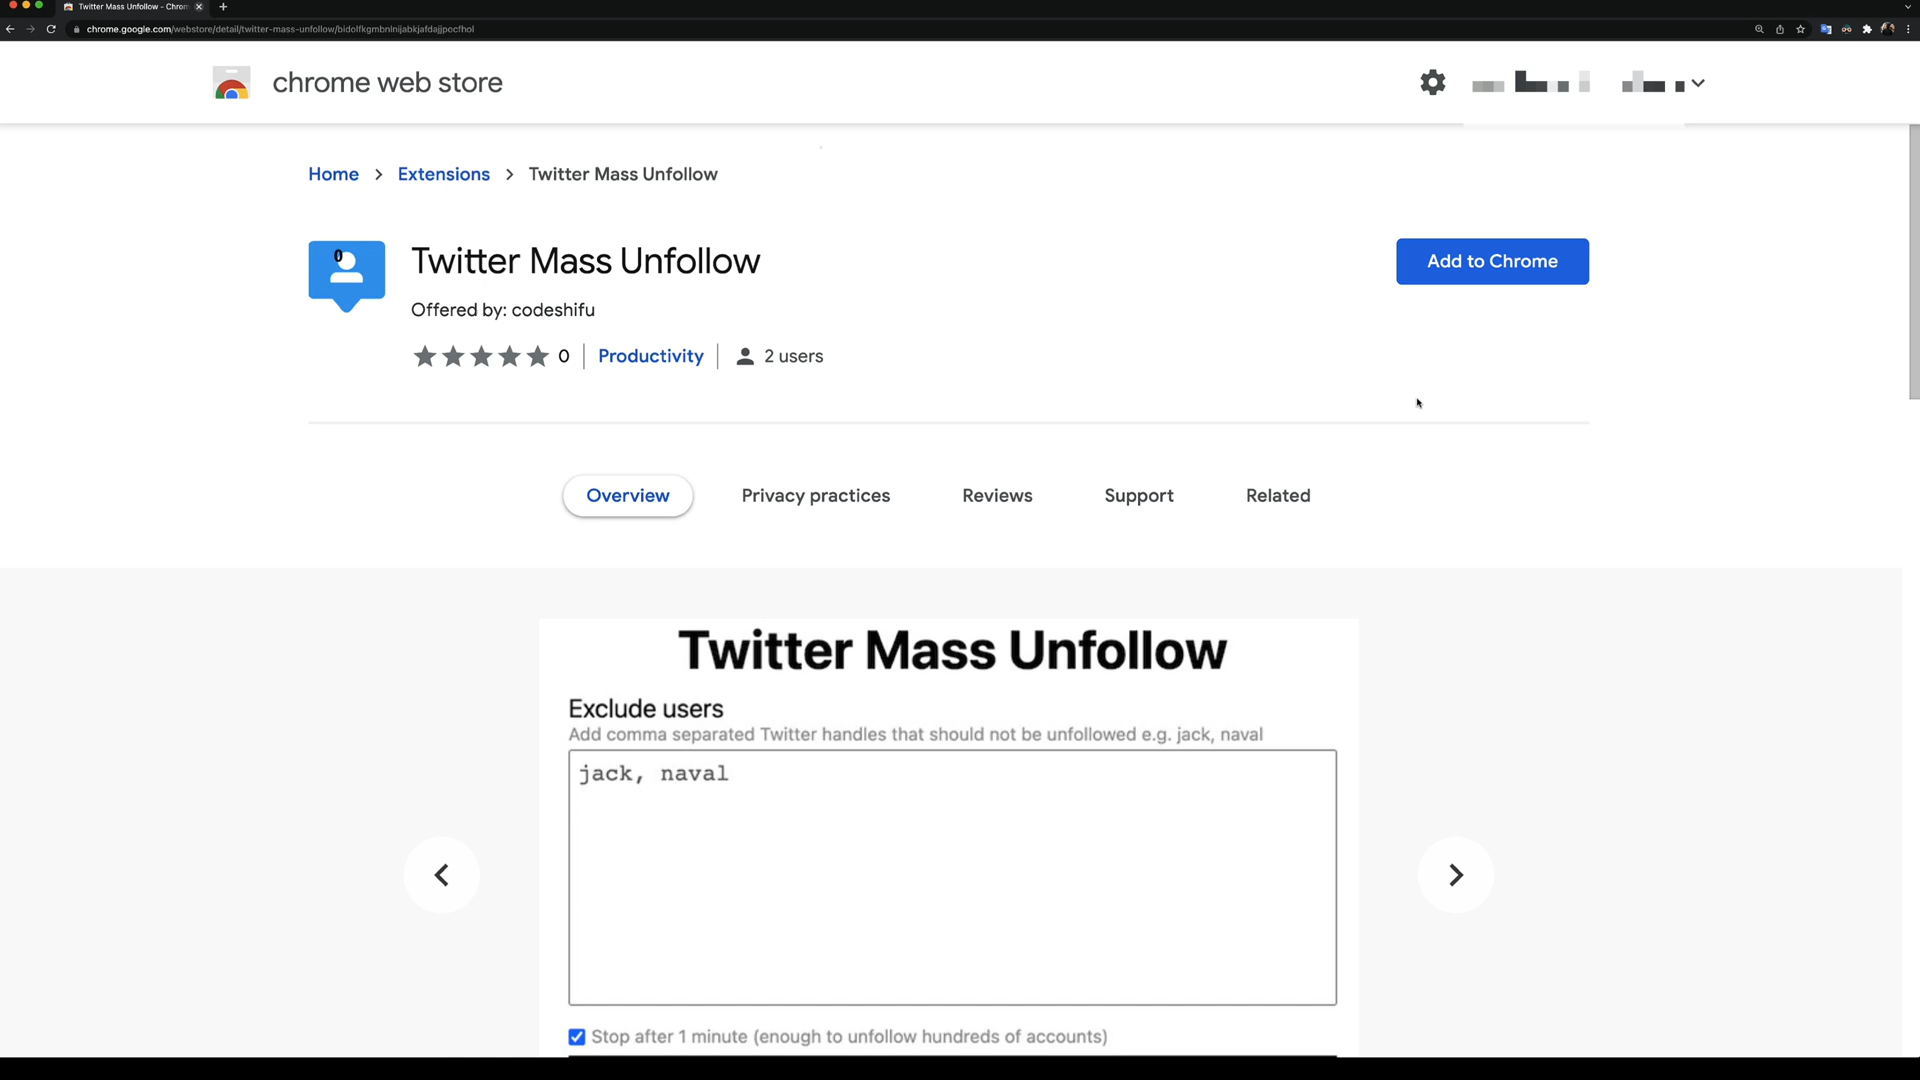 Twitter Mass Unfollow - Chrom
chrome.google.com/webstore/detail/twitter-mass-unfollow/bidolfkgmbnlnijabkjafdajjpocfhol
chrome web store
Home > Extensions > Twitter Mass Unfollow
0
Twitter Mass Unfollow
Add to Chrome
Offered by: codeshifu
0 Productivity 2 users
Overview Privacy practices Reviews Support Related
Twitter Mass Unfollow
Exclude users
Add comma separated Twitter handles that should not be unfollowed e.g. jack, naval
jack, naval
Stop after 1 minute (enough to unfollow hundreds of accounts)